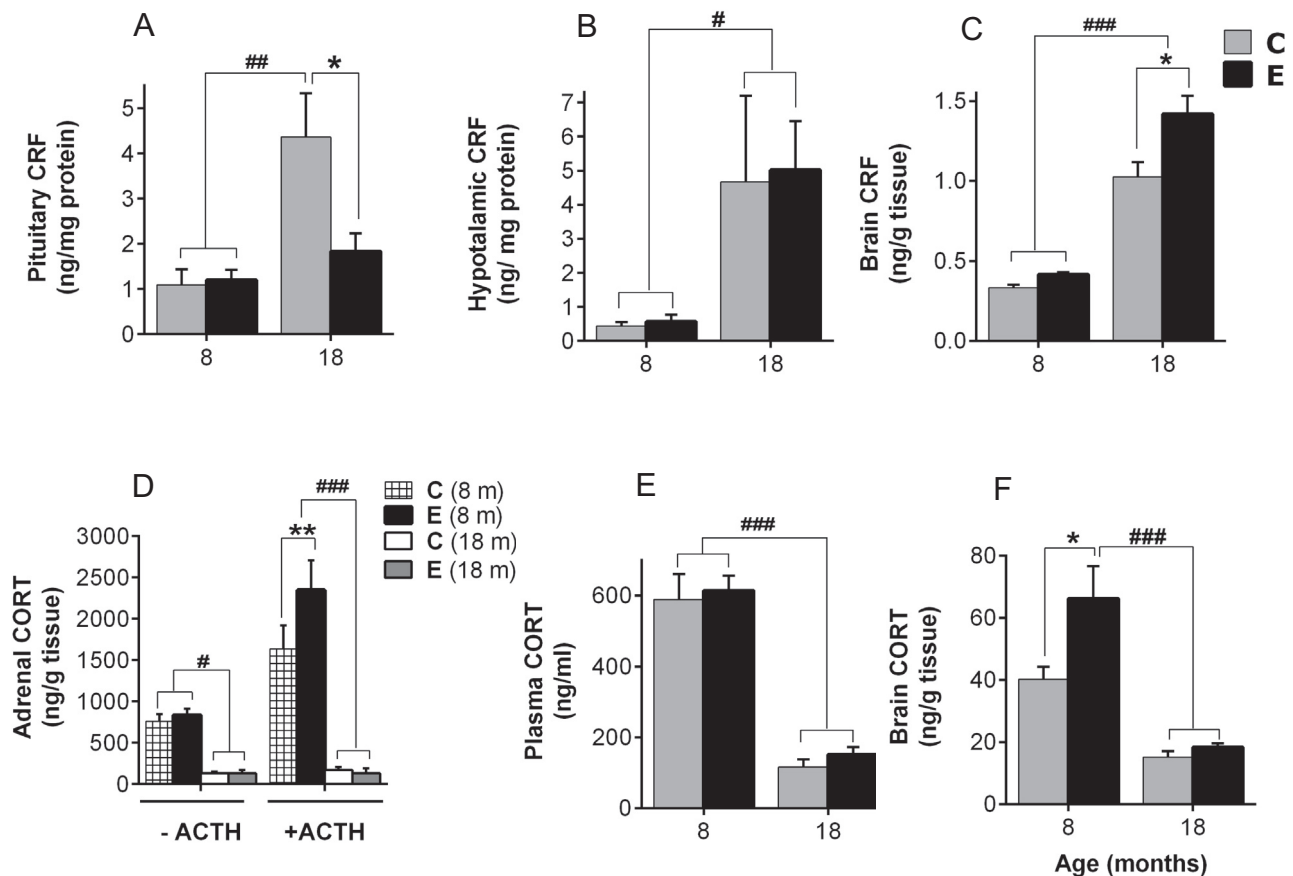 A
##
*
Pituitary CRF
(ng/mg protein)
5
4
3
2
1
0
8
18
B
#
Hypotalamic CRF
(ng/ mg protein)
7
6
5
4
3
2
1
0
8
18
C
###
*
Brain CRF
(ng/g tissue)
1.5
1.0
0.5
0.0
8
18
C
E
D
#
**
###
Adrenal CORT
(ng/g tissue)
3000
2500
2000
1500
1000
500
0
- ACTH
+ACTH
C (8 m)
E (8 m)
C (18 m)
E (18 m)
E
###
Plasma CORT
(ng/ml)
600
400
200
0
8
18
F
*
###
Brain CORT
(ng/g tissue)
80
60
40
20
0
8
18
Age (months)